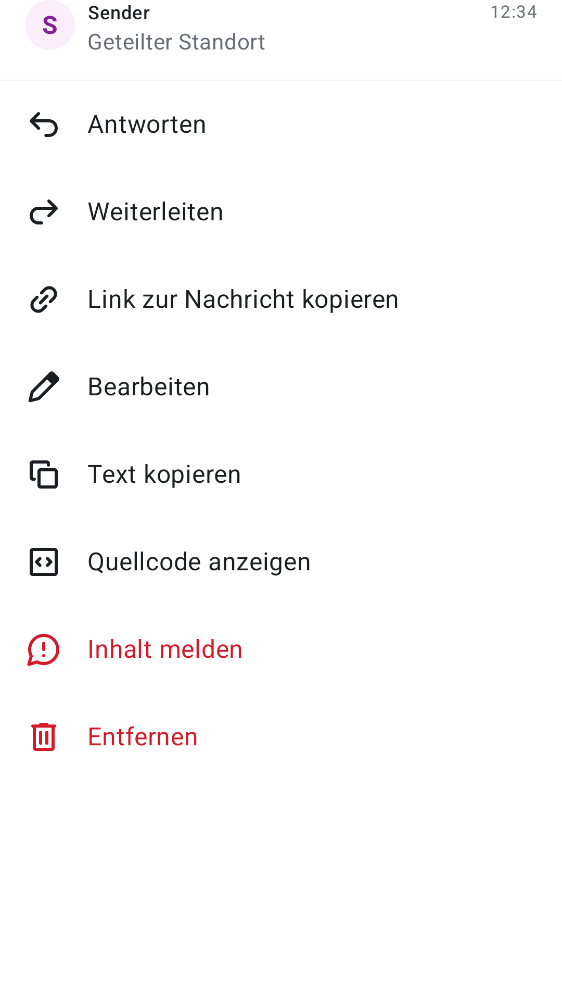 S
Sender
12:34
Geteilter Standort
Antworten
Weiterleiten
Link zur Nachricht kopieren
Bearbeiten
Text kopieren
Quellcode anzeigen
Inhalt melden
Entfernen